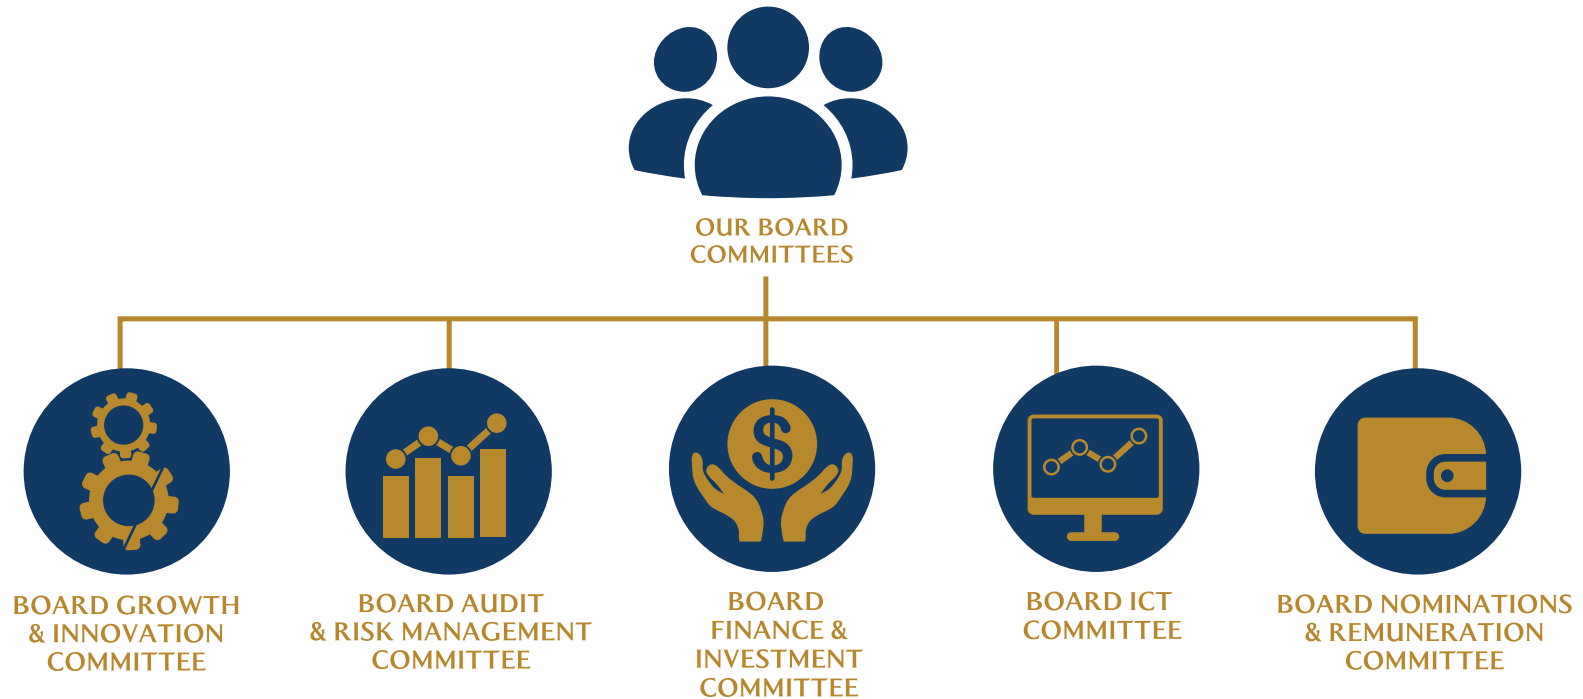 OUR BOARD
COMMITTEES
BOARD GROWTH
& INNOVATION
COMMITTEE
BOARD AUDIT
& RISK MANAGEMENT
COMMITTEE
$
BOARD
FINANCE &
INVESTMENT
COMMITTEE
BOARD ICT
COMMITTEE
BOARD NOMINATIONS
& REMUNERATION
COMMITTEE